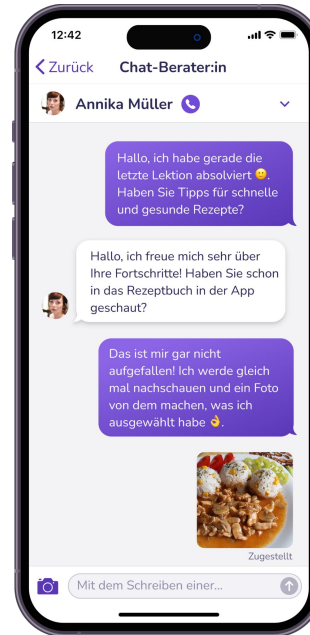 12:42
Zurück Chat-Berater:in
Annika Müller
Hallo, ich habe gerade die
letzte Lektion absolviert 🙂.
Haben Sie Tipps für schnelle
und gesunde Rezepte?
Hallo, ich freue mich sehr über
Ihre Fortschritte! Haben Sie schon
in das Rezeptbuch in der App
geschaut?
Das ist mir gar nicht
aufgefallen! Ich werde gleich
mal nachschauen und ein Foto
von dem machen, was ich
ausgewählt habe 👌.
Zugestellt
Mit dem Schreiben einer...